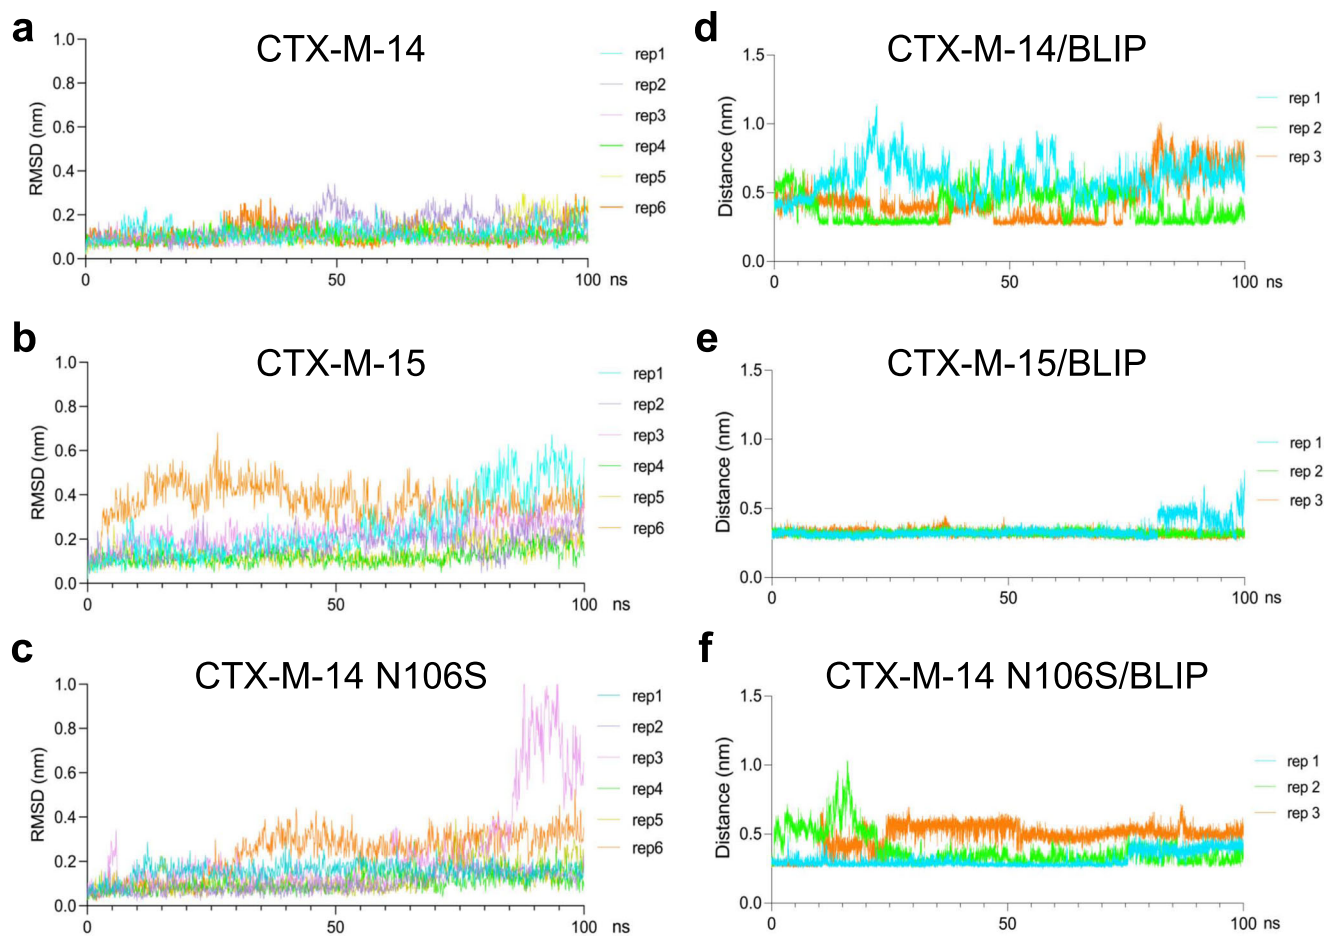 a
CTX-M-14
1.0
0.8
0.6
0.4
0.2
0.0
RMSD (nm)
0
50
100 ns
rep1
rep2
rep3
rep4
rep5
rep6
b
CTX-M-15
1.0
0.8
0.6
0.4
0.2
0.0
RMSD (nm)
0
50
100 ns
rep1
rep2
rep3
rep4
rep5
rep6
c
CTX-M-14 N106S
1.0
0.8
0.6
0.4
0.2
0.0
RMSD (nm)
0
50
100 ns
rep1
rep2
rep3
rep4
rep5
rep6
d
CTX-M-14/BLIP
1.5
1.0
0.5
0.0
Distance (nm)
0
50
100 ns
rep 1
rep 2
rep 3
e
CTX-M-15/BLIP
1.5
1.0
0.5
0.0
Distance (nm)
0
50
100 ns
rep 1
rep 2
rep 3
f
CTX-M-14 N106S/BLIP
1.5
1.0
0.5
0.0
Distance (nm)
0
50
100 ns
rep 1
rep 2
rep 3